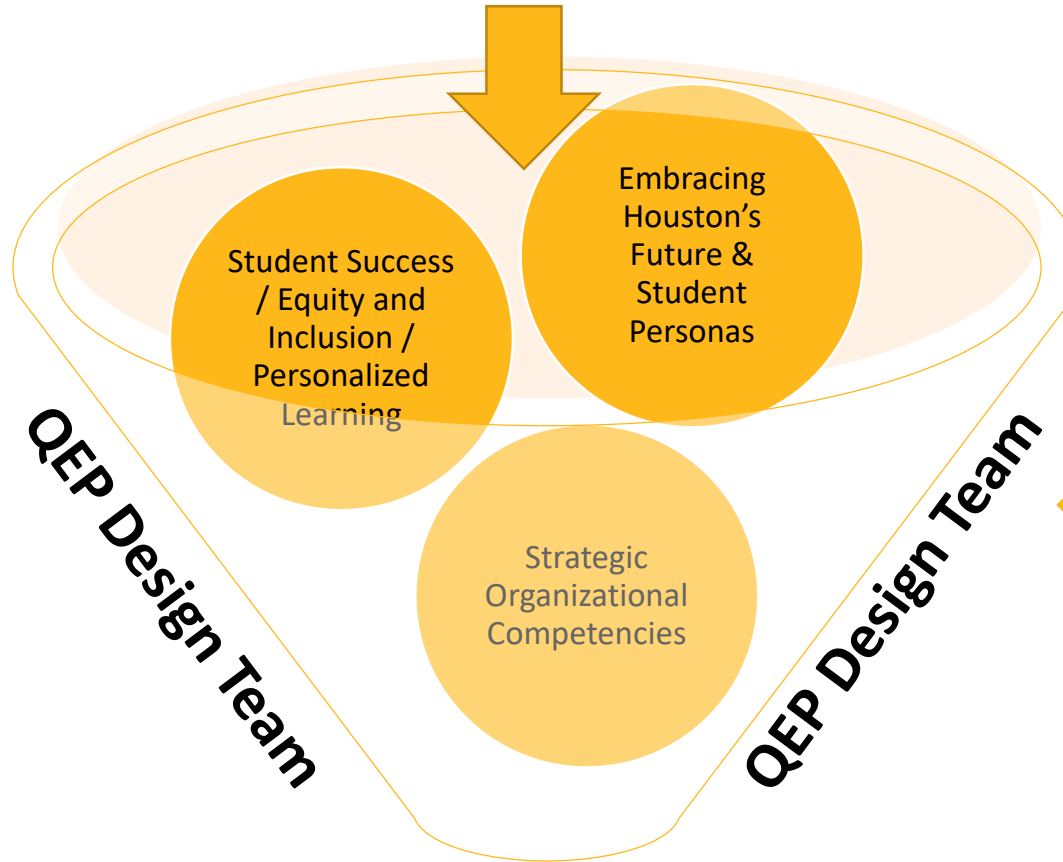 Embracing
Houston’s
Future &
Student
Personas
Student Success
/ Equity and
Inclusion /
Personalized
Learning
Strategic
Organizational
Competencies
QEP Design Team
QEP Design Team